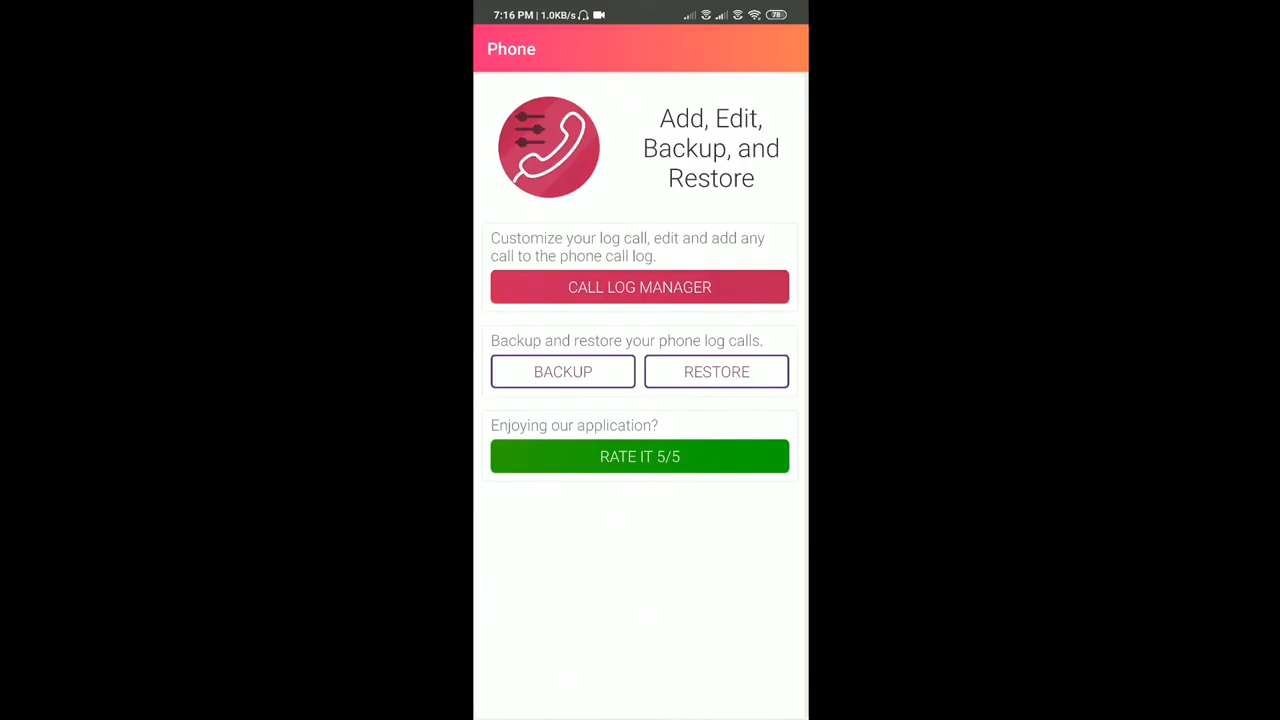 7:16 PM | 1.0KB/s
78
Phone
Add, Edit,
Backup, and
Restore
Customize your log call, edit and add any
call to the phone call log.
CALL LOG MANAGER
Backup and restore your phone log calls.
BACKUP
RESTORE
Enjoying our application?
RATE IT 5/5